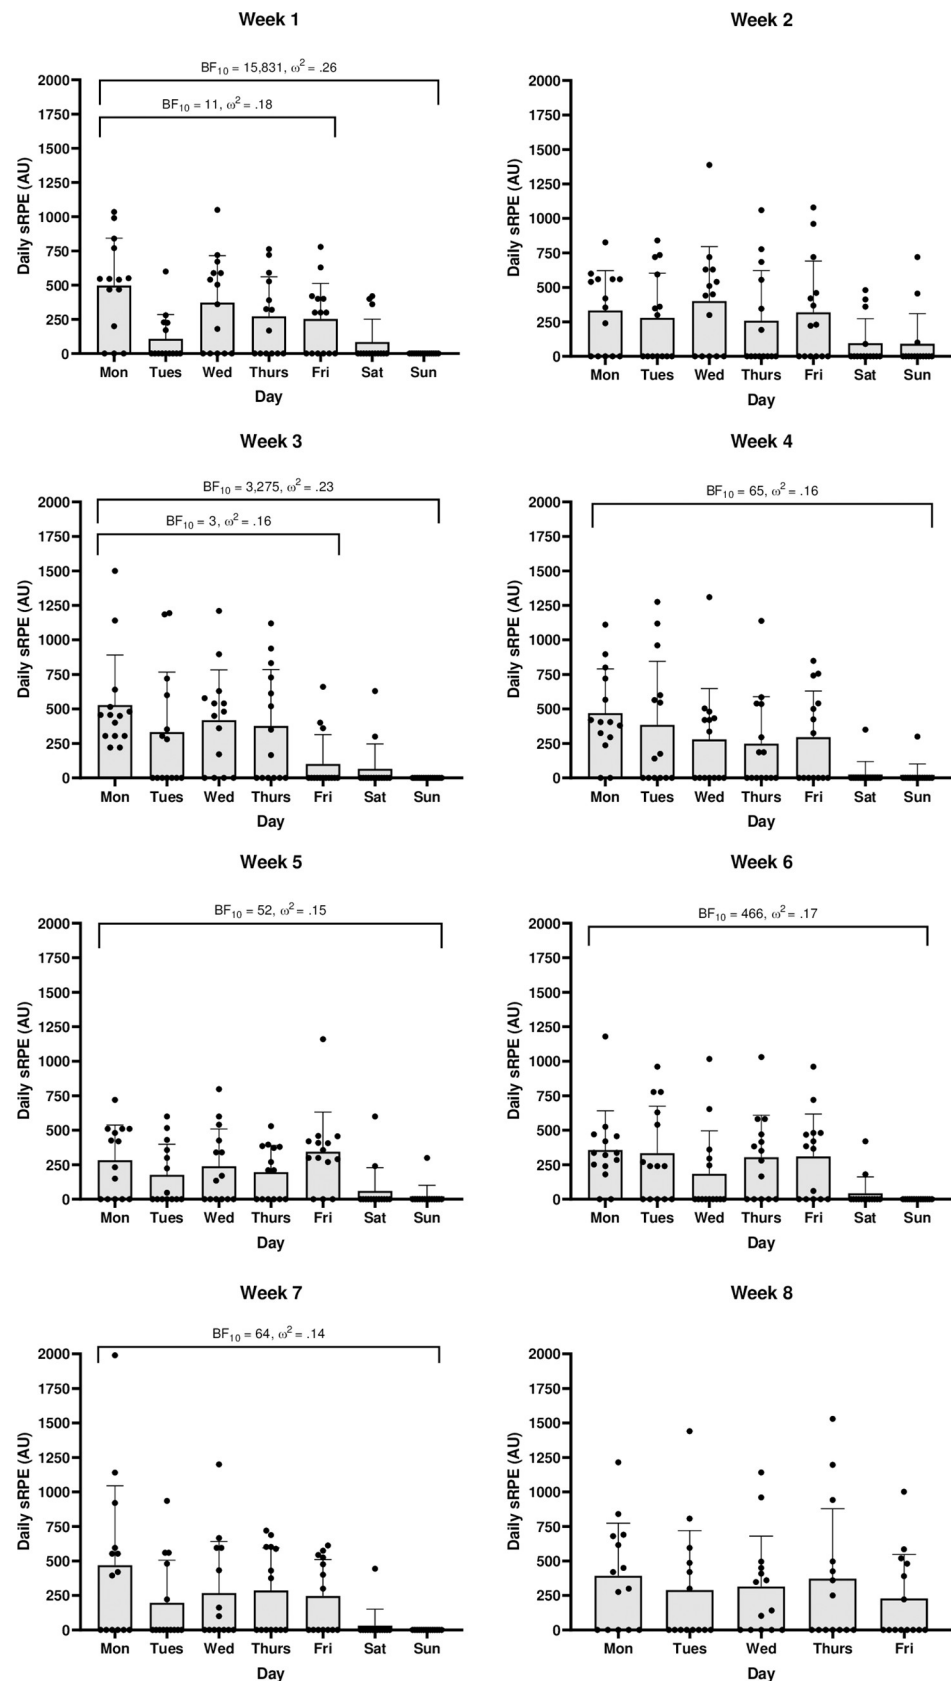 Week 1
BF10 = 15,831, ω2 = .26
BF10 = 11, ω2 = .18
Daily sRPE (AU)
2000
1750
1500
1250
1000
750
500
250
0
Mon Tues Wed Thurs Fri Sat Sun
Day
Week 2
Daily sRPE (AU)
2000
1750
1500
1250
1000
750
500
250
0
Mon Tues Wed Thurs Fri Sat Sun
Day
Week 3
BF10 = 3,275, ω2 = .23
BF10 = 3, ω2 = .16
Daily sRPE (AU)
2000
1750
1500
1250
1000
750
500
250
0
Mon Tues Wed Thurs Fri Sat Sun
Day
Week 4
BF10 = 65, ω2 = .16
Daily sRPE (AU)
2000
1750
1500
1250
1000
750
500
250
0
Mon Tues Wed Thurs Fri Sat Sun
Day
Week 5
BF10 = 52, ω2 = .15
Daily sRPE (AU)
2000
1750
1500
1250
1000
750
500
250
0
Mon Tues Wed Thurs Fri Sat Sun
Day
Week 6
BF10 = 466, ω2 = .17
Daily sRPE (AU)
2000
1750
1500
1250
1000
750
500
250
0
Mon Tues Wed Thurs Fri Sat Sun
Day
Week 7
BF10 = 64, ω2 = .14
Daily sRPE (AU)
2000
1750
1500
1250
1000
750
500
250
0
Mon Tues Wed Thurs Fri Sat Sun
Day
Week 8
Daily sRPE (AU)
2000
1750
1500
1250
1000
750
500
250
0
Mon Tues Wed Thurs Fri
Day